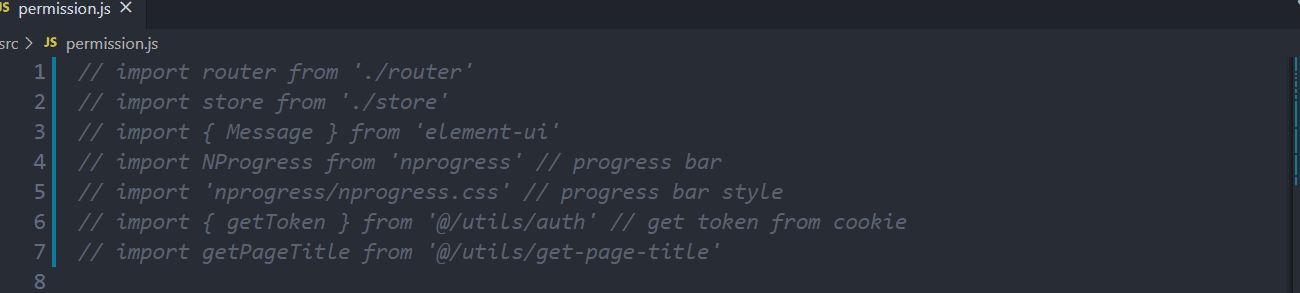 JS permission.js ×
src > JS permission.js
1 // import router from './router'
2 // import store from './store'
3 // import { Message } from 'element-ui'
4 // import NProgress from 'nprogress' // progress bar
5 // import 'nprogress/nprogress.css' // progress bar style
6 // import { getToken } from '@/utils/auth' // get token from cookie
7 // import getPageTitle from '@/utils/get-page-title'
8